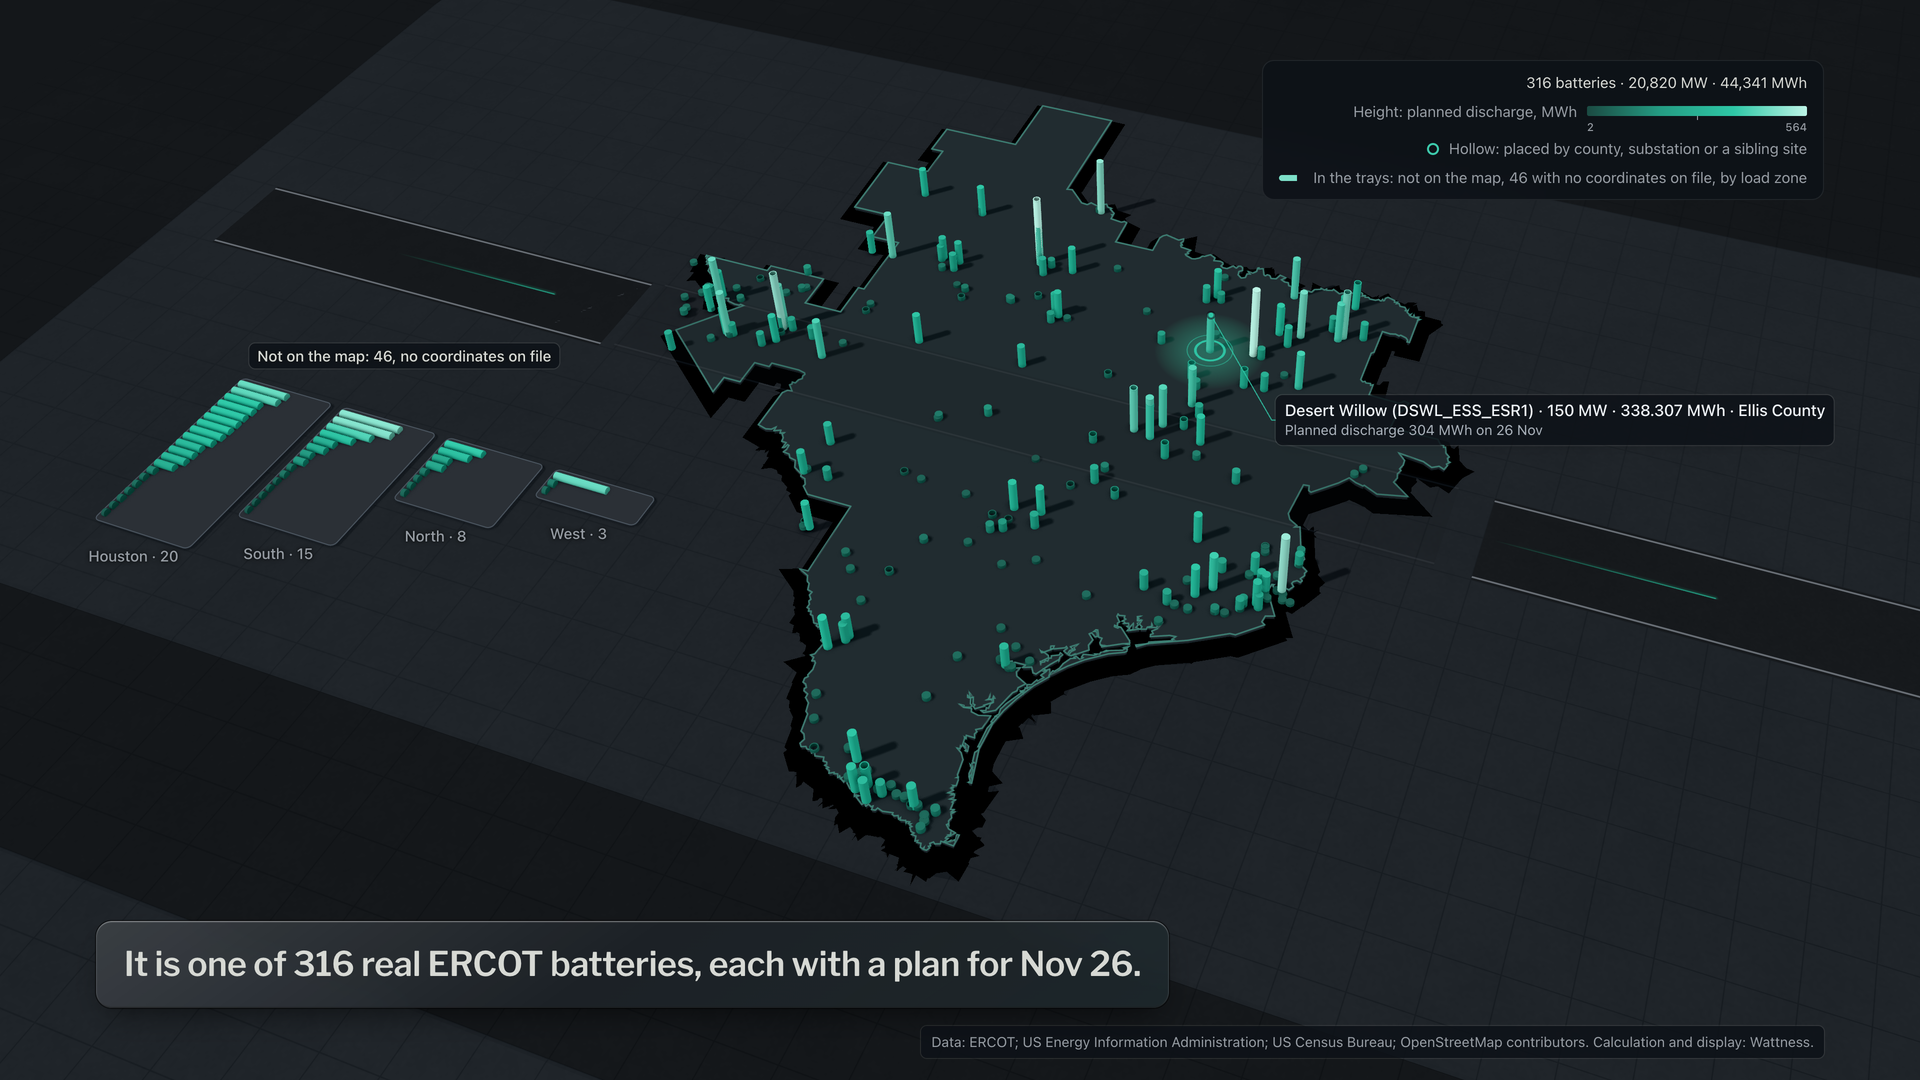 316 batteries · 20,820 MW · 44,341 MWh
Height: planned discharge, MWh
2 564
Hollow: placed by county, substation or a sibling site
In the trays: not on the map, 46 with no coordinates on file, by load zone
Not on the map: 46, no coordinates on file
Desert Willow (DSWL_ESS_ESR1) · 150 MW · 338.307 MWh · Ellis County
Planned discharge 304 MWh on 26 Nov
Houston · 20
South · 15
North · 8
West · 3
It is one of 316 real ERCOT batteries, each with a plan for Nov 26.
Data: ERCOT; US Energy Information Administration; US Census Bureau; OpenStreetMap contributors. Calculation and display: Wattness.